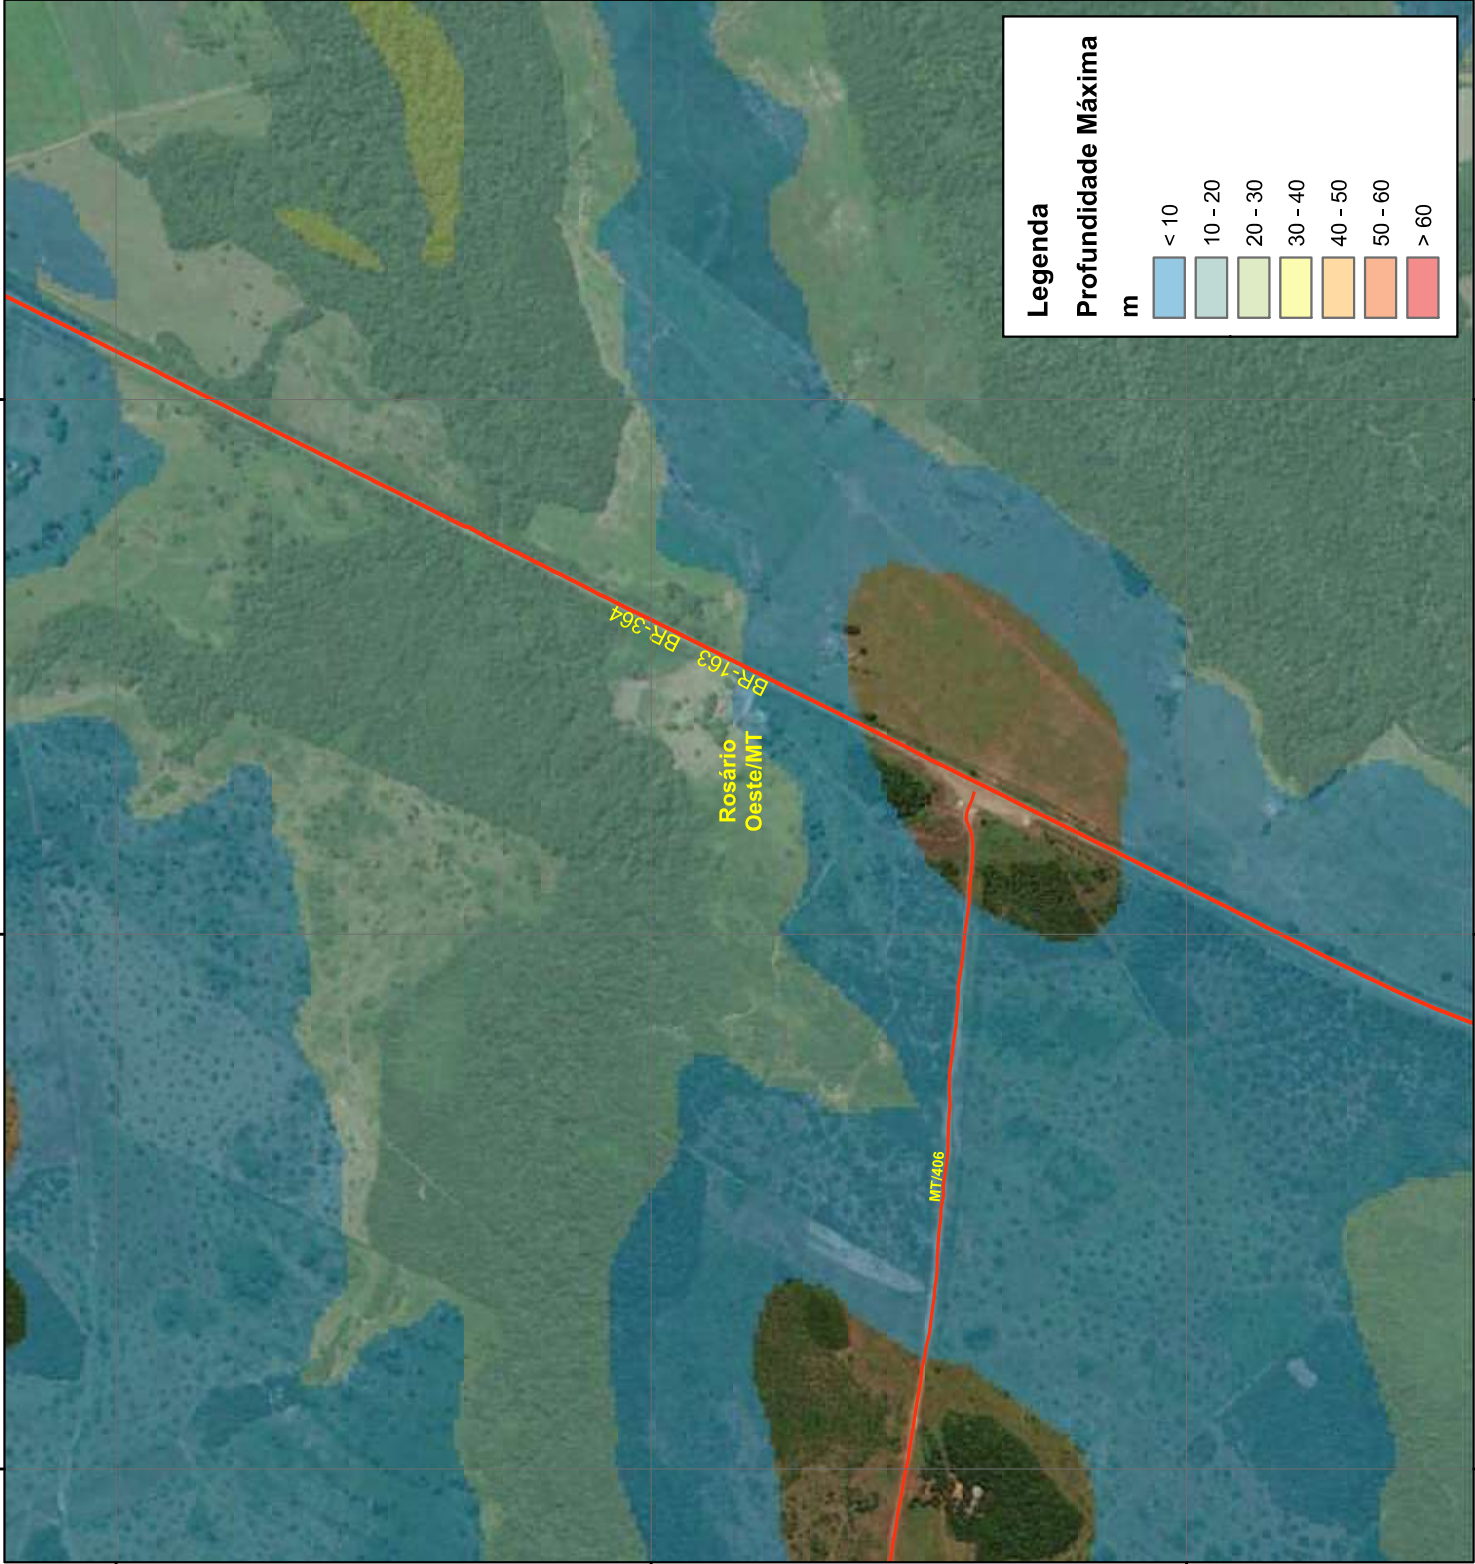 Legenda
Profundidade Máxima
m
< 10
10 - 20
20 - 30
30 - 40
40 - 50
50 - 60
> 60
BR-364
BR-163
Rosário
Oeste/MT
MT/406